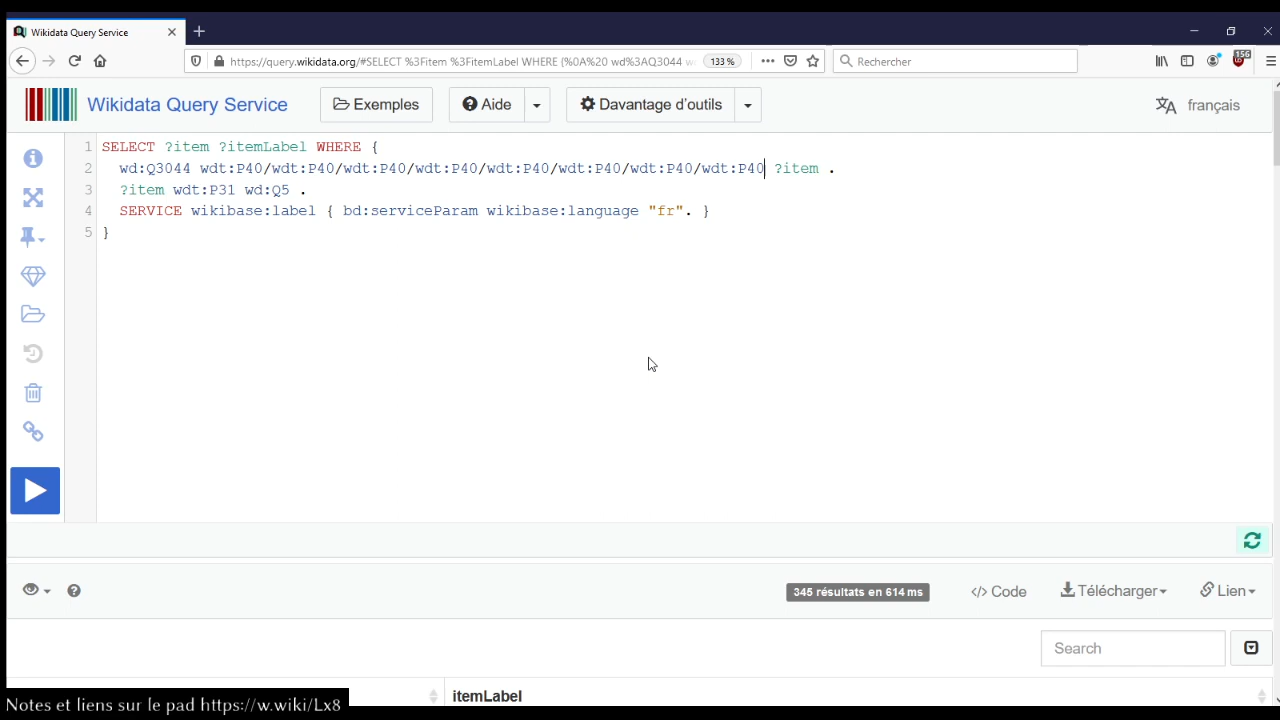 Wikidata Query Service
https://query.wikidata.org/#SELECT %3Fitem %3FitemLabel WHERE {%0A%20 wd%3AQ3044 w
133 %
Rechercher
156
Wikidata Query Service
Exemples
Aide
Davantage d'outils
français
1 SELECT ?item ?itemLabel WHERE {
2 wd:Q3044 wdt:P40/wdt:P40/wdt:P40/wdt:P40/wdt:P40/wdt:P40/wdt:P40/wdt:P40 ?item .
3 ?item wdt:P31 wd:Q5 .
4 SERVICE wikibase:label { bd:serviceParam wikibase:language "fr". }
5 }
345 résultats en 614 ms
</> Code
Télécharger
Lien
Search
itemLabel
Notes et liens sur le pad https://w.wiki/Lx8